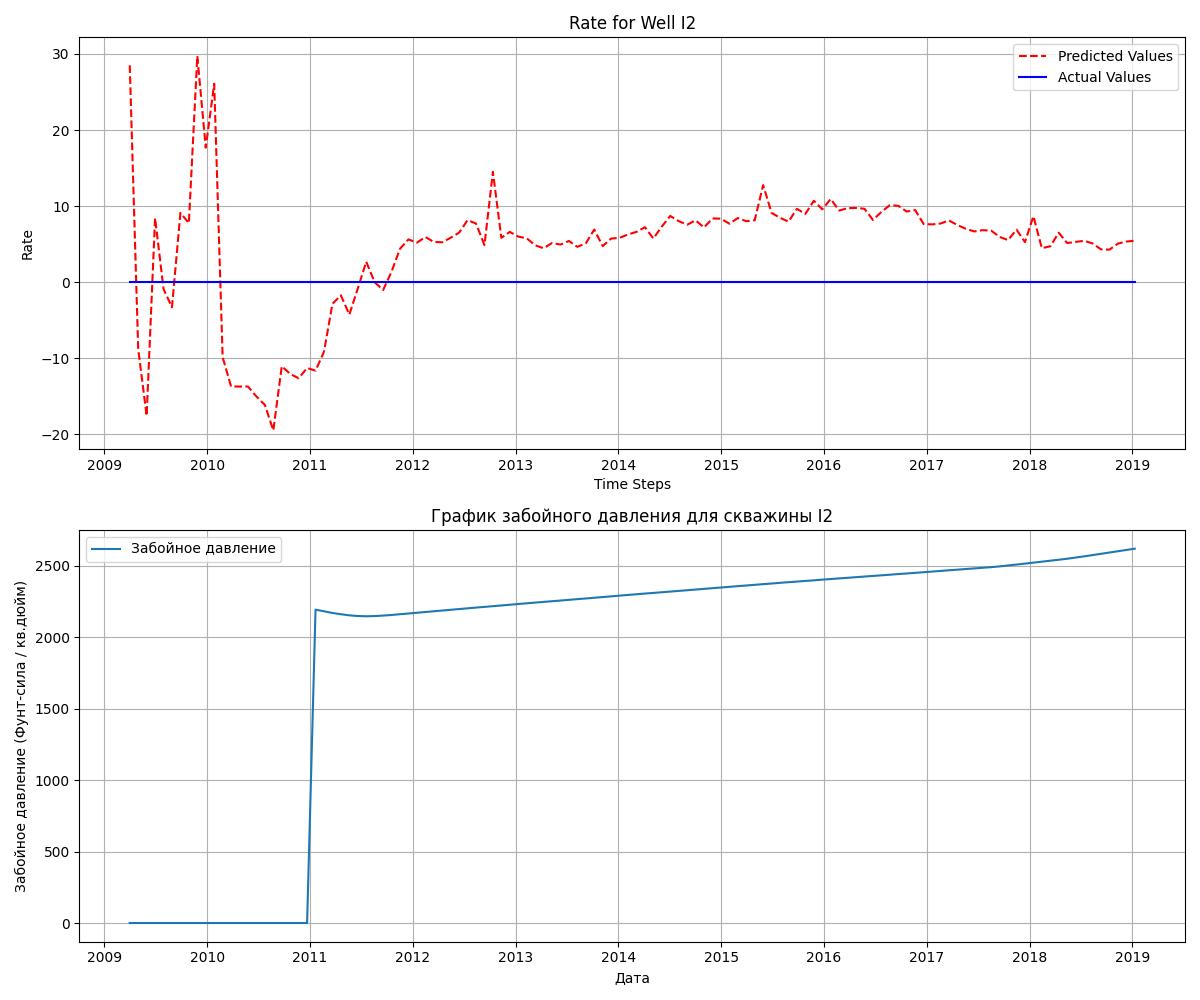 Rate for Well I2
Predicted Values
Actual Values
Rate
30
20
10
0
−10
−20
2009 2010 2011 2012 2013 2014 2015 2016 2017 2018 2019
Time Steps
График забойного давления для скважины I2
Забойное давление
Забойное давление (Фунт-сила / кв.дюйм)
2500
2000
1500
1000
500
0
2009 2010 2011 2012 2013 2014 2015 2016 2017 2018 2019
Дата